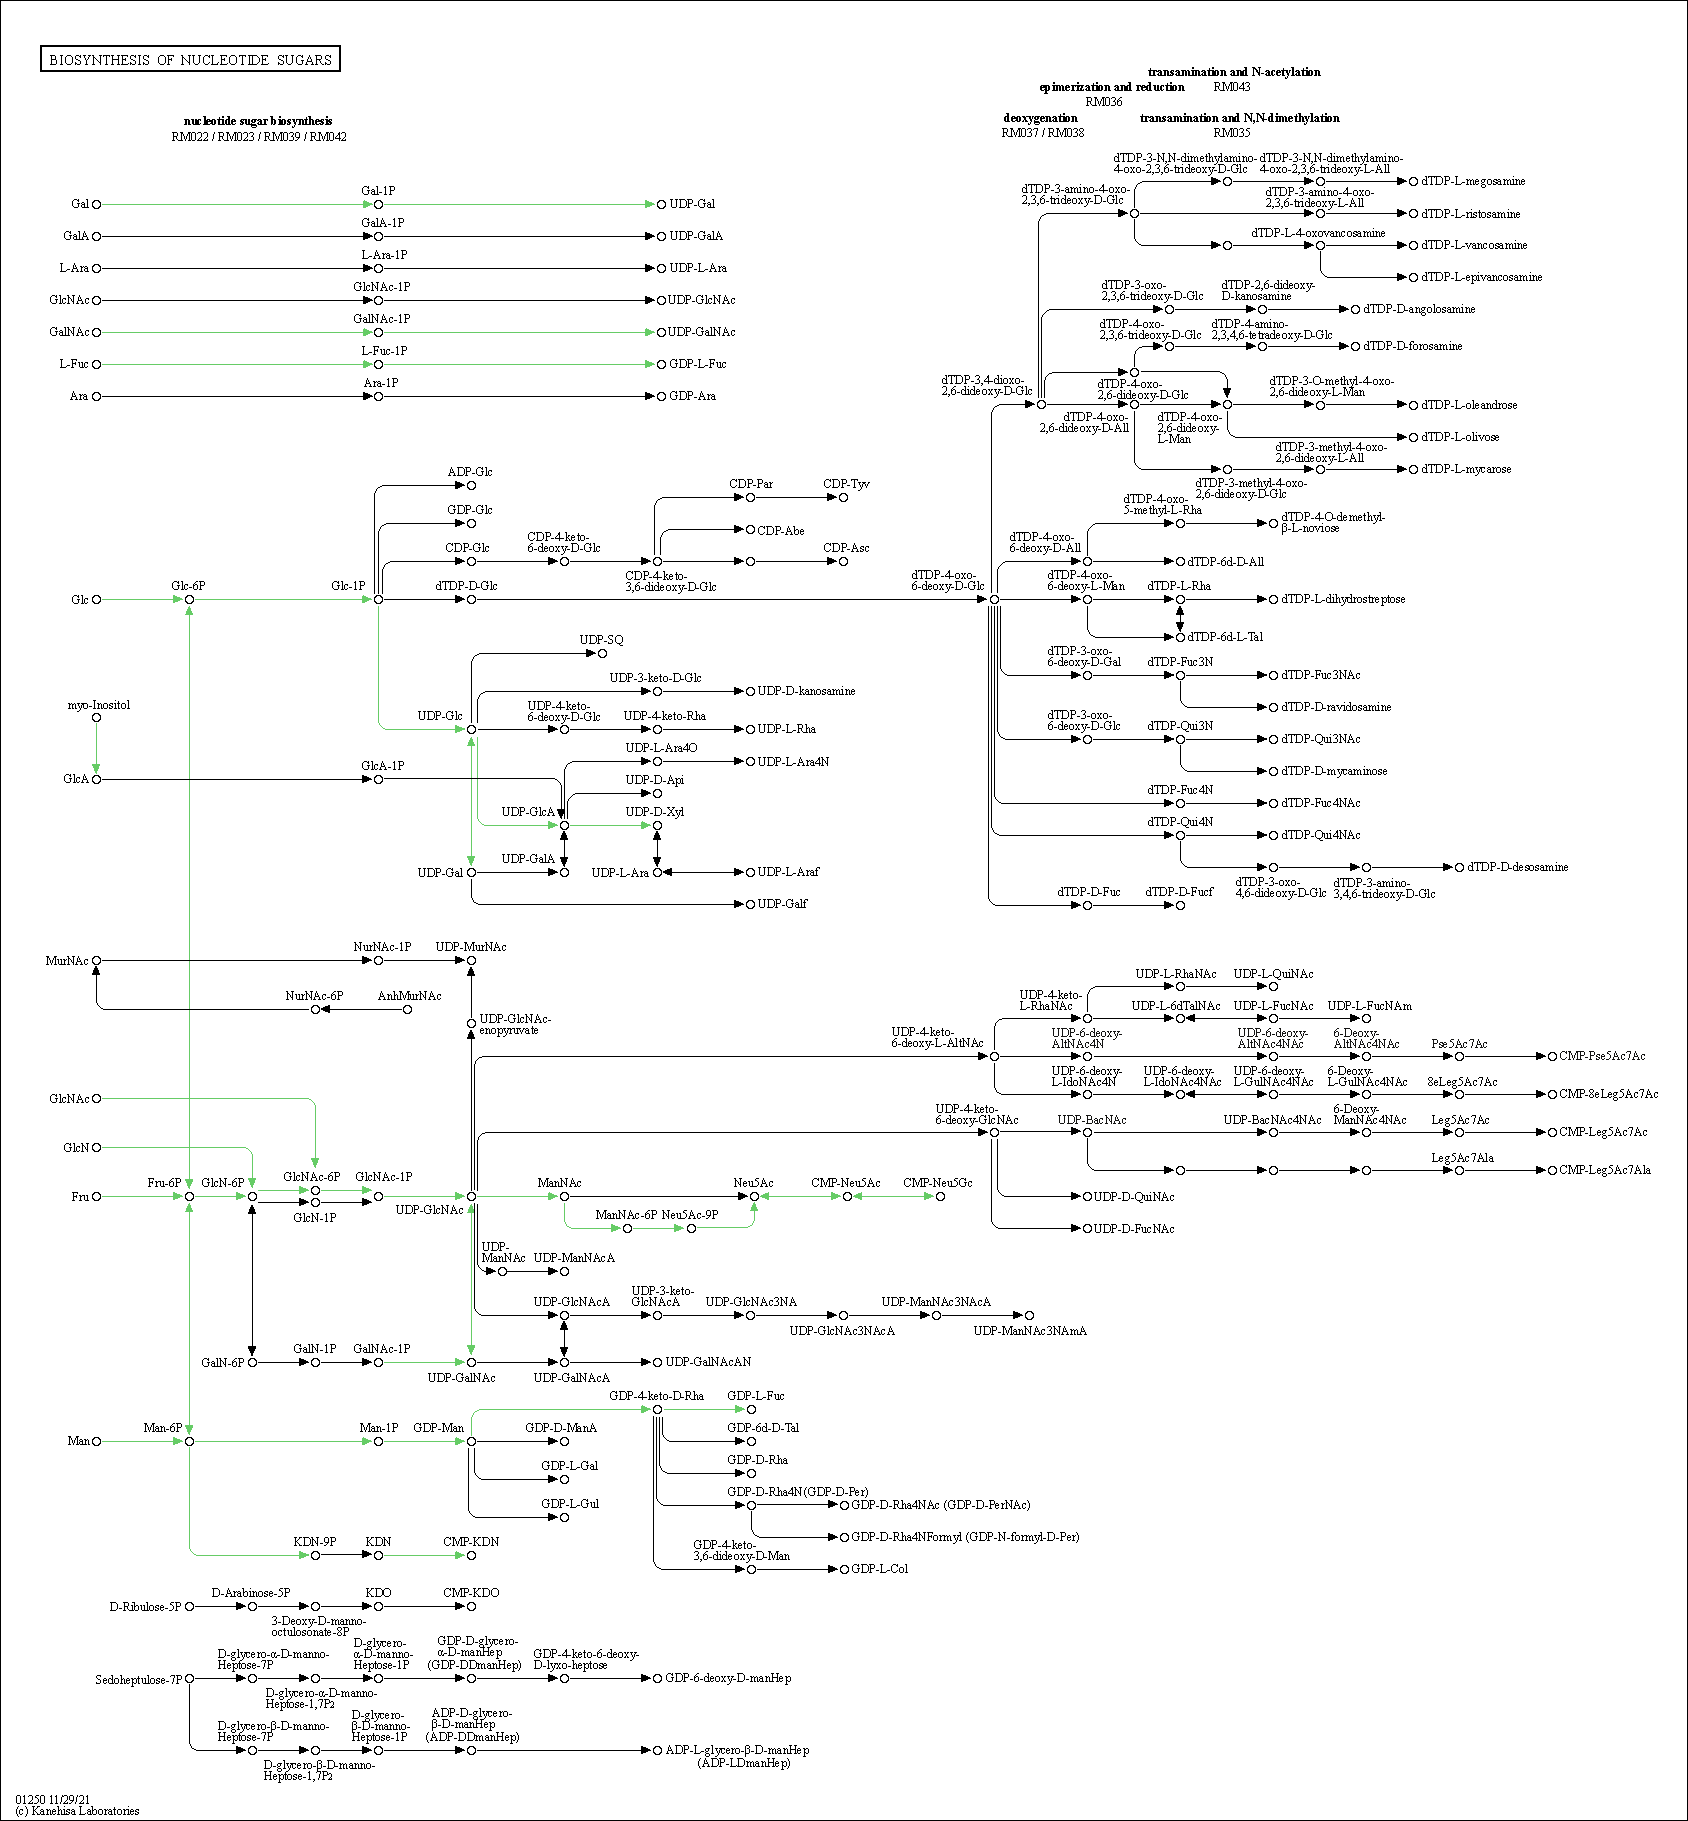 BIOSYNTHESIS OF NUCLEOTIDE SUGARS
transamination and N-acetylation
RM043
epimerization and reduction
RM036
deoxygenation
RM037 / RM038
transamination and N,N-dimethylation
RM035
nucleotide sugar biosynthesis
RM022 / RM023 / RM039 / RM042
dTDP-3-N,N-dimethylamino-
4-oxo-2,3,6-trideoxy-D-Glc
dTDP-3-N,N-dimethylamino-
4-oxo-2,3,6-trideoxy-L-All
dTDP-L-megosamine
dTDP-3-amino-4-oxo-
2,3,6-trideoxy-D-Glc
dTDP-3-amino-4-oxo-
2,3,6-trideoxy-L-All
dTDP-L-ristosamine
dTDP-L-4-oxovancosamine
dTDP-L-vancosamine
dTDP-L-epivancosamine
dTDP-3-oxo-
2,3,6-trideoxy-D-Glc
dTDP-2,6-dideoxy-
D-kanosamine
dTDP-D-angolosamine
dTDP-4-oxo-
2,3,6-trideoxy-D-Glc
dTDP-4-amino-
2,3,4,6-tetradeoxy-D-Glc
dTDP-D-forosamine
dTDP-3,4-dioxo-
2,6-dideoxy-D-Glc
dTDP-4-oxo-
2,6-dideoxy-D-Glc
dTDP-3-O-methyl-4-oxo-
2,6-dideoxy-L-Man
dTDP-L-oleandrose
dTDP-4-oxo-
2,6-dideoxy-D-All
dTDP-4-oxo-
2,6-dideoxy-
L-Man
dTDP-L-olivose
dTDP-3-methyl-4-oxo-
2,6-dideoxy-L-All
dTDP-L-mycarose
dTDP-3-methyl-4-oxo-
2,6-dideoxy-D-Glc
Gal
Gal-1P
UDP-Gal
GalA
GalA-1P
UDP-GalA
L-Ara
L-Ara-1P
UDP-L-Ara
GlcNAc
GlcNAc-1P
UDP-GlcNAc
GalNAc
GalNAc-1P
UDP-GalNAc
L-Fuc
L-Fuc-1P
GDP-L-Fuc
Ara
Ara-1P
GDP-Ara
ADP-Glc
GDP-Glc
CDP-Glc
CDP-4-keto-
6-deoxy-D-Glc
CDP-4-keto-
3,6-dideoxy-D-Glc
CDP-Par
CDP-Tyv
CDP-Abe
CDP-Asc
Glc
Glc-6P
Glc-1P
dTDP-D-Glc
dTDP-4-oxo-
6-deoxy-D-Glc
dTDP-4-oxo-
5-methyl-L-Rha
dTDP-4-O-demethyl-
β-L-noviose
dTDP-4-oxo-
6-deoxy-D-All
dTDP-6d-D-All
dTDP-4-oxo-
6-deoxy-L-Man
dTDP-L-Rha
dTDP-L-dihydrostreptose
dTDP-6d-L-Tal
dTDP-3-oxo-
6-deoxy-D-Gal
dTDP-Fuc3N
dTDP-Fuc3NAc
dTDP-D-ravidosamine
dTDP-3-oxo-
6-deoxy-D-Glc
dTDP-Qui3N
dTDP-Qui3NAc
dTDP-D-mycaminose
dTDP-Fuc4N
dTDP-Fuc4NAc
dTDP-Qui4N
dTDP-Qui4NAc
dTDP-D-desosamine
dTDP-3-oxo-
4,6-dideoxy-D-Glc
dTDP-3-amino-
3,4,6-trideoxy-D-Glc
dTDP-D-Fuc
dTDP-D-Fucf
UDP-SQ
UDP-3-keto-D-Glc
UDP-D-kanosamine
UDP-Glc
UDP-4-keto-
6-deoxy-D-Glc
UDP-4-keto-Rha
UDP-L-Rha
myo-Inositol
GlcA
GlcA-1P
UDP-L-Ara4O
UDP-L-Ara4N
UDP-D-Api
UDP-GlcA
UDP-D-Xyl
UDP-GalA
UDP-Gal
UDP-L-Ara
UDP-L-Araf
UDP-Galf
MurNAc
NurNAc-1P
UDP-MurNAc
NurNAc-6P
AnhMurNAc
UDP-GlcNAc-
enopyruvate
UDP-4-keto-
6-deoxy-L-AltNAc
UDP-4-keto-
L-RhaNAc
UDP-L-RhaNAc
UDP-L-QuiNAc
UDP-L-6dTalNAc
UDP-L-FucNAc
UDP-L-FucNAm
UDP-6-deoxy-
AltNAc4N
UDP-6-deoxy-
AltNAc4NAc
6-Deoxy-
AltNAc4NAc
Pse5Ac7Ac
CMP-Pse5Ac7Ac
UDP-6-deoxy-
L-IdoNAc4N
UDP-6-deoxy-
L-IdoNAc4NAc
UDP-6-deoxy-
L-GulNAc4NAc
6-Deoxy-
L-GulNAc4NAc
8eLeg5Ac7Ac
CMP-8eLeg5Ac7Ac
UDP-4-keto-
6-deoxy-GlcNAc
UDP-BacNAc
UDP-BacNAc4NAc
6-Deoxy-
ManNAc4NAc
Leg5Ac7Ac
CMP-Leg5Ac7Ac
Leg5Ac7Ala
CMP-Leg5Ac7Ala
UDP-D-QuiNAc
UDP-D-FucNAc
GlcNAc
GlcN
Fru
Fru-6P
GlcN-6P
GlcNAc-6P
GlcN-1P
GlcNAc-1P
UDP-GlcNAc
ManNAc
Neu5Ac
CMP-Neu5Ac
CMP-Neu5Gc
ManNAc-6P
Neu5Ac-9P
UDP-
ManNAc
UDP-ManNAcA
UDP-GlcNAcA
UDP-3-keto-
GlcNAcA
UDP-GlcNAc3NA
UDP-GlcNAc3NAcA
UDP-ManNAc3NAcA
UDP-ManNAc3NAmA
GalN-6P
GalN-1P
GalNAc-1P
UDP-GalNAc
UDP-GalNAcA
UDP-GalNAcAN
Man
Man-6P
Man-1P
GDP-Man
GDP-4-keto-D-Rha
GDP-L-Fuc
GDP-D-ManA
GDP-6d-D-Tal
GDP-L-Gal
GDP-D-Rha
GDP-L-Gul
GDP-D-Rha4N(GDP-D-Per)
GDP-D-Rha4NAc (GDP-D-PerNAc)
GDP-D-Rha4NFormyl (GDP-N-formyl-D-Per)
GDP-4-keto-
3,6-dideoxy-D-Man
GDP-L-Col
KDN-9P
KDN
CMP-KDN
D-Ribulose-5P
D-Arabinose-5P
3-Deoxy-D-manno-
octulosonate-8P
KDO
CMP-KDO
Sedoheptulose-7P
D-glycero-α-D-manno-
Heptose-7P
D-glycero-α-D-manno-
Heptose-1,7P2
D-glycero-
α-D-manno-
Heptose-1P
GDP-D-glycero-
α-D-manHep
(GDP-DDmanHep)
GDP-4-keto-6-deoxy-
D-lyxo-heptose
GDP-6-deoxy-D-manHep
D-glycero-β-D-manno-
Heptose-7P
D-glycero-β-D-manno-
Heptose-1,7P2
D-glycero-
β-D-manno-
Heptose-1P
ADP-D-glycero-
β-D-manHep
(ADP-DDmanHep)
ADP-L-glycero-β-D-manHep
(ADP-LDmanHep)
01250 11/29/21
(c) Kanehisa Laboratories